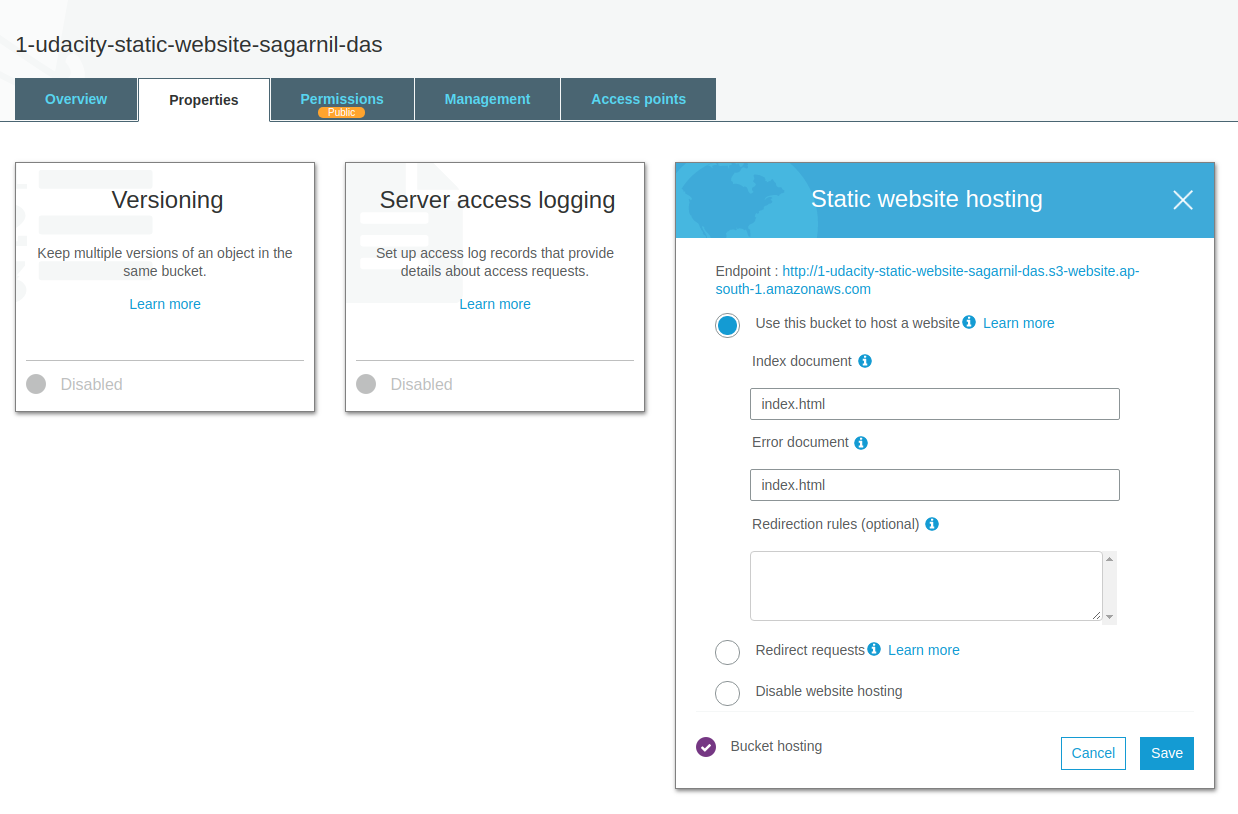 1-udacity-static-website-sagarnil-das
Overview
Properties
Permissions
Public
Management
Access points
Versioning
Keep multiple versions of an object in the
same bucket.
Learn more
Disabled
Server access logging
Set up access log records that provide
details about access requests.
Learn more
Disabled
Static website hosting
Endpoint : http://1-udacity-static-website-sagarnil-das.s3-website.ap-
south-1.amazonaws.com
Use this bucket to host a website Learn more
Index document
index.html
Error document
index.html
Redirection rules (optional)
Redirect requests Learn more
Disable website hosting
Bucket hosting
Cancel
Save